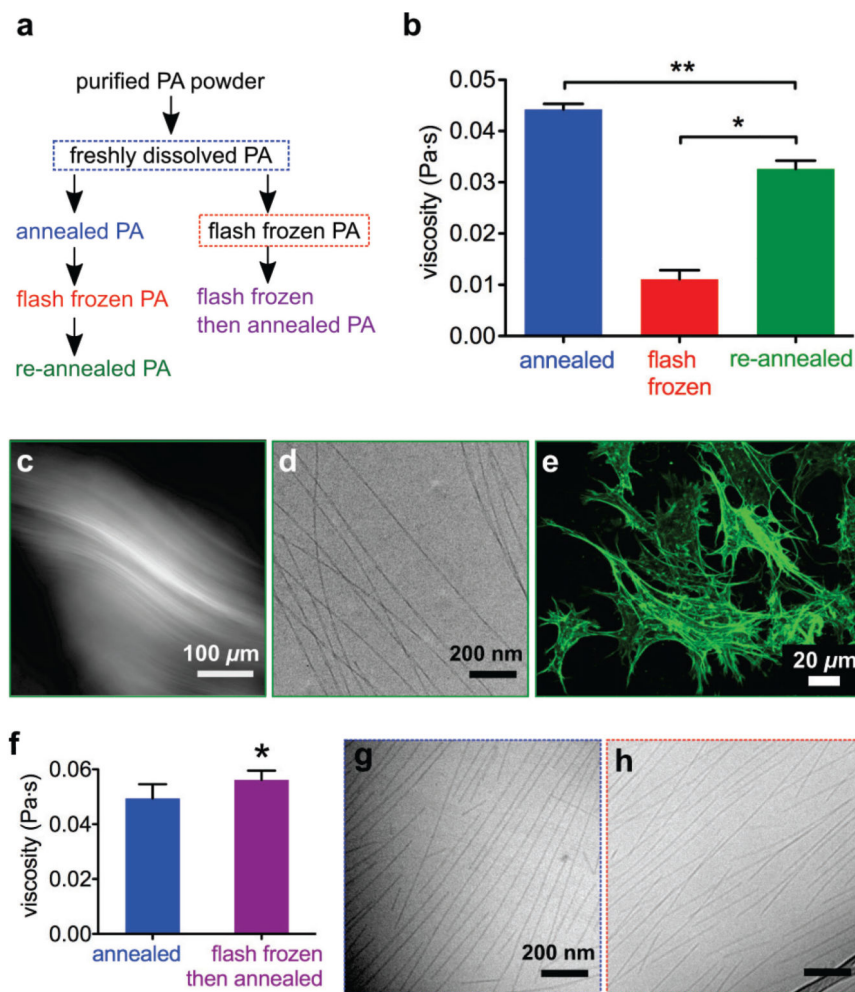 a
purified PA powder
freshly dissolved PA
annealed PA
flash frozen PA
flash frozen PA
flash frozen
then annealed PA
re-annealed PA
b
viscosity (Pa·s)
0.05
0.04
0.03
0.02
0.01
0.00
**
*
annealed
flash
frozen
re-annealed
c
100 µm
d
200 nm
e
20 µm
f
viscosity (Pa·s)
0.06
0.02
0.02
0.00
*
annealed
flash frozen
then annealed
g
200 nm
h